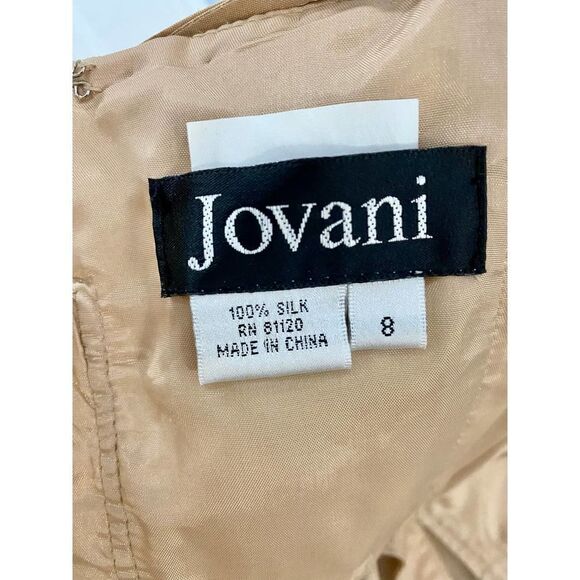 Jovani
100% SILK
RN 81120
MADE IN CHINA
8